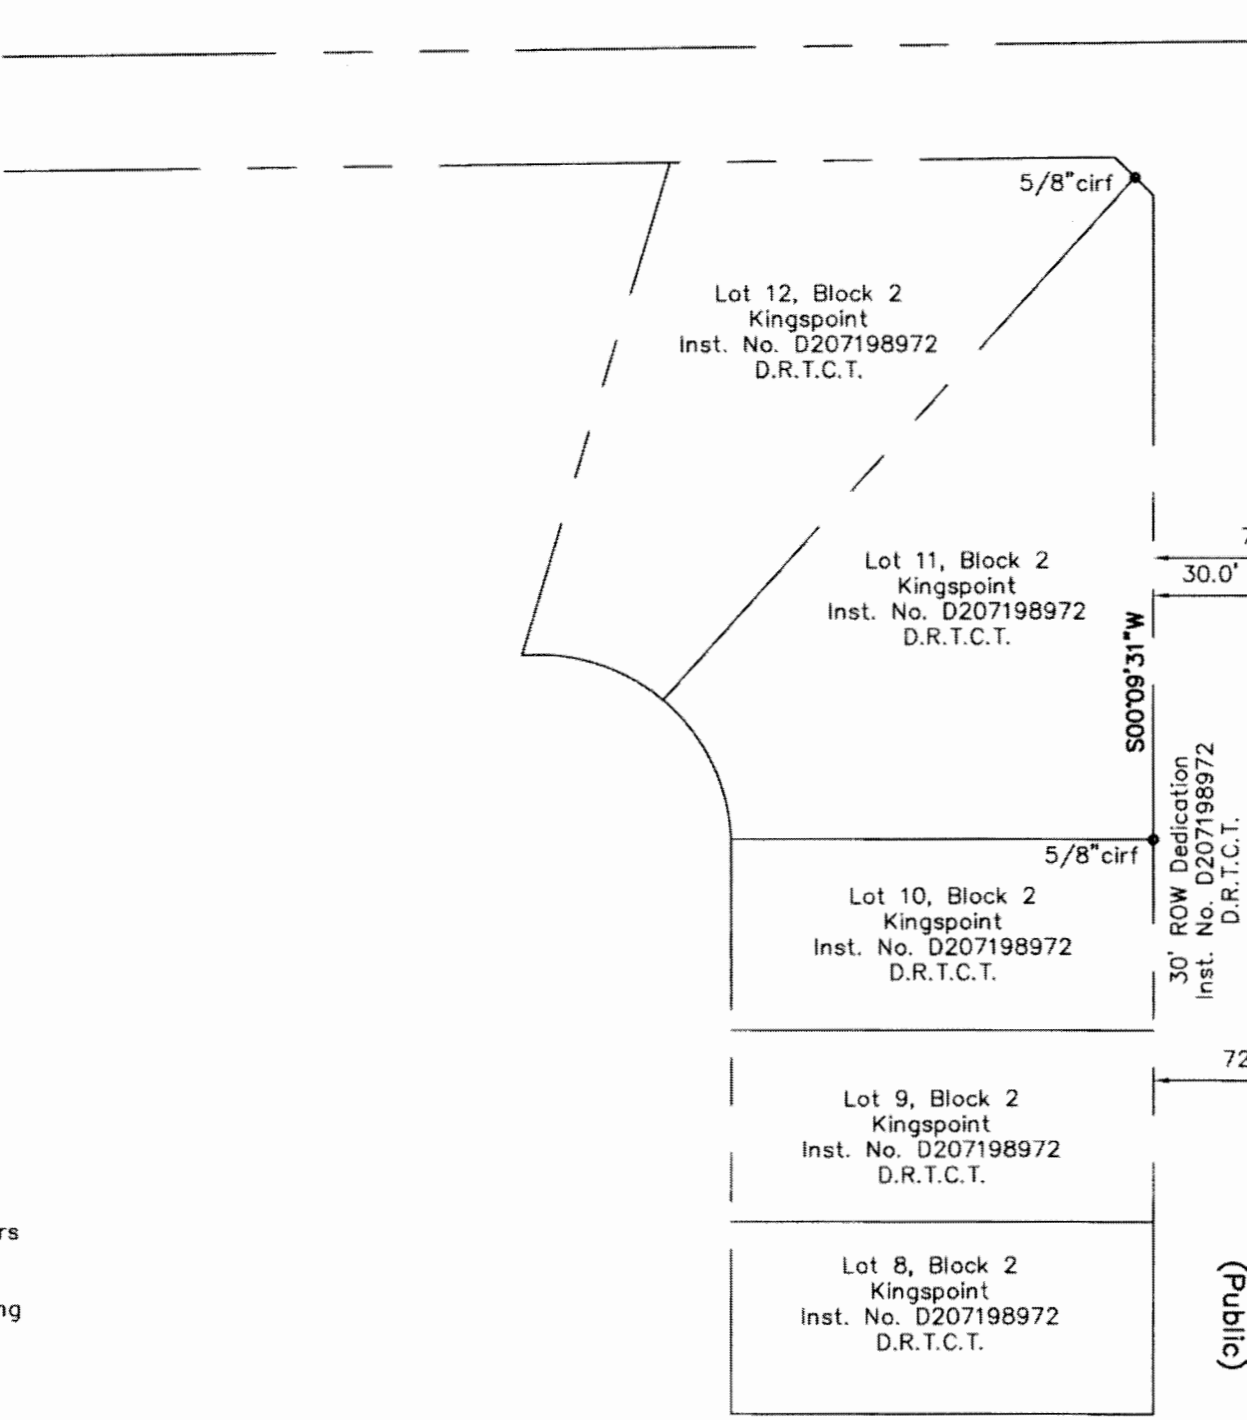 5/8"cirf
Lot 12, Block 2
Kingspoint
Inst. No. D207198972
D.R.T.C.T.
Lot 11, Block 2
Kingspoint
Inst. No. D207198972
D.R.T.C.T.
30.0'
S00°09'31"W
30' ROW Dedication
Inst. No. D207198972
D.R.T.C.T.
5/8"cirf
Lot 10, Block 2
Kingspoint
Inst. No. D207198972
D.R.T.C.T.
72
Lot 9, Block 2
Kingspoint
Inst. No. D207198972
D.R.T.C.T.
rs
Lot 8, Block 2
Kingspoint
Inst. No. D207198972
D.R.T.C.T.
ng
(Public)